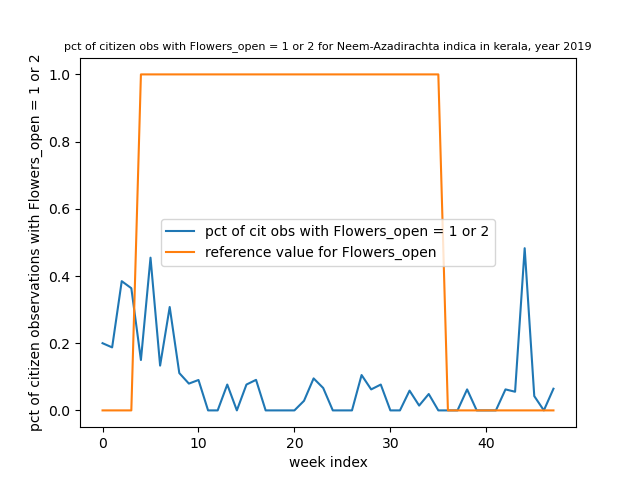 pct of citizen obs with Flowers_open = 1 or 2 for Neem-Azadirachta indica in kerala, year 2019
pct of citizen observations with Flowers_open = 1 or 2
1.0
0.8
0.6
0.4
0.2
0.0
pct of cit obs with Flowers_open = 1 or 2
reference value for Flowers_open
0 10 20 30 40
week index